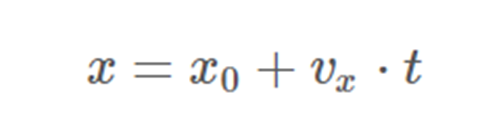 x = x₀ + vₓ · t